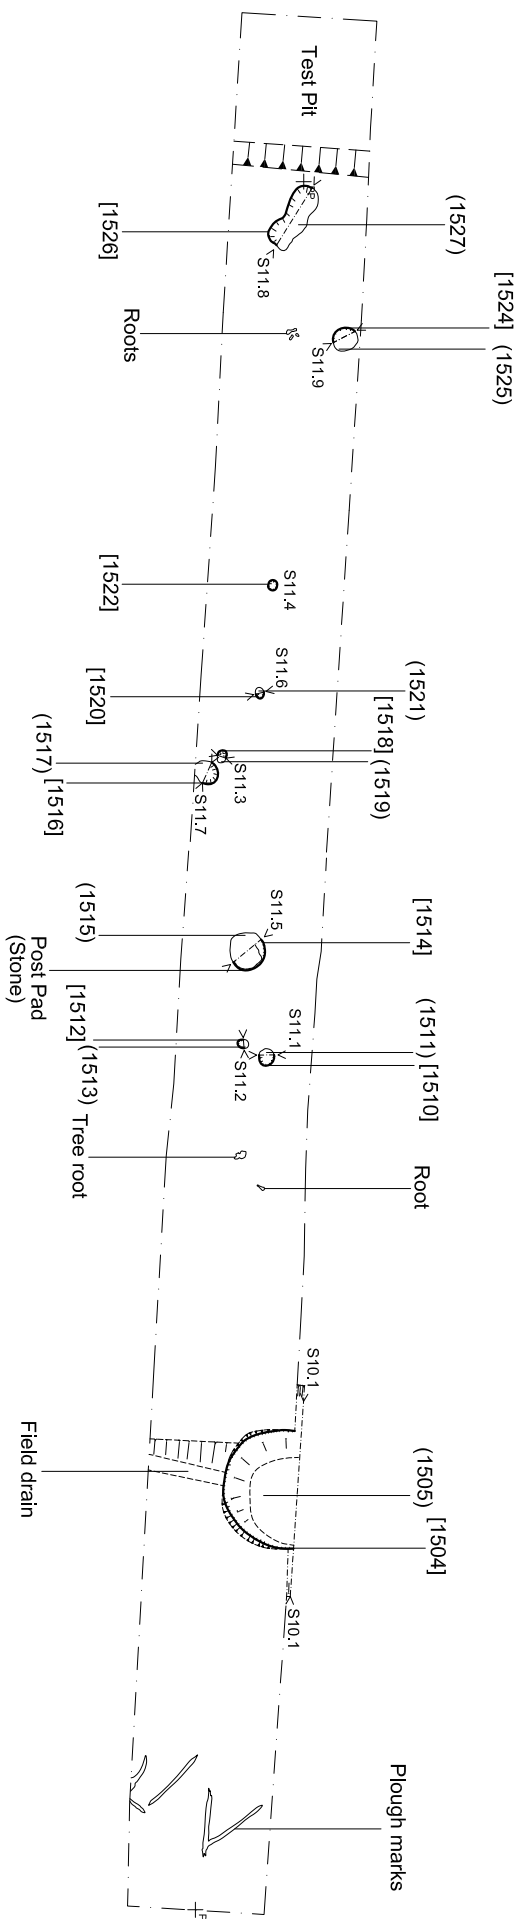 Test Pit
(1527)
[1526]
S11.8
[1524]
(1525)
S11.9
Roots
[1522]
S11.4
S11.6
(1521)
[1520]
[1518]
(1519)
S11.3
(1517)
[1516]
S11.7
S11.5
[1514]
(1515)
Post Pad
(Stone)
(1511)
[1510]
S11.1
[1512]
(1513)
S11.2
Tree root
Root
S10.1
(1505)
[1504]
Field drain
S10.1
Plough marks